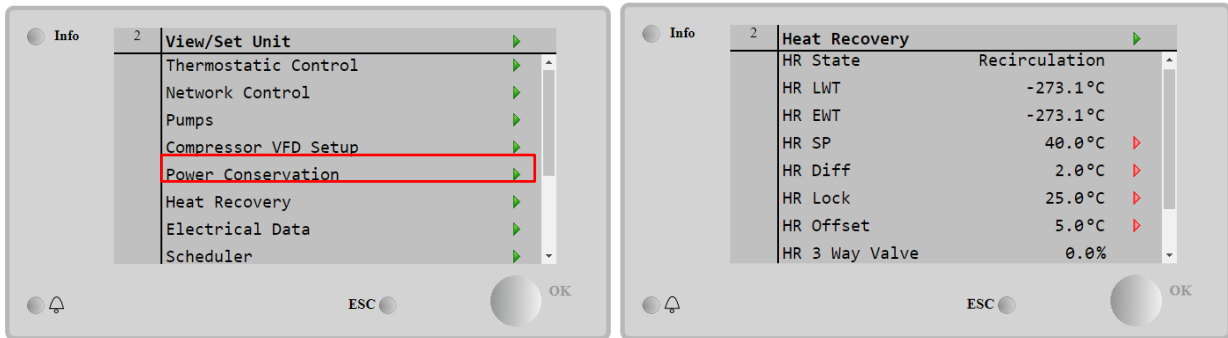 Info
2
View/Set Unit
Thermostatic Control
Network Control
Pumps
Compressor VFD Setup
Power Conservation
Heat Recovery
Electrical Data
Scheduler
ESC
OK
Info
2
Heat Recovery
HR State Recirculation
HR LWT -273.1°C
HR EWT -273.1°C
HR SP 40.0°C
HR Diff 2.0°C
HR Lock 25.0°C
HR Offset 5.0°C
HR 3 Way Valve 0.0%
ESC
OK